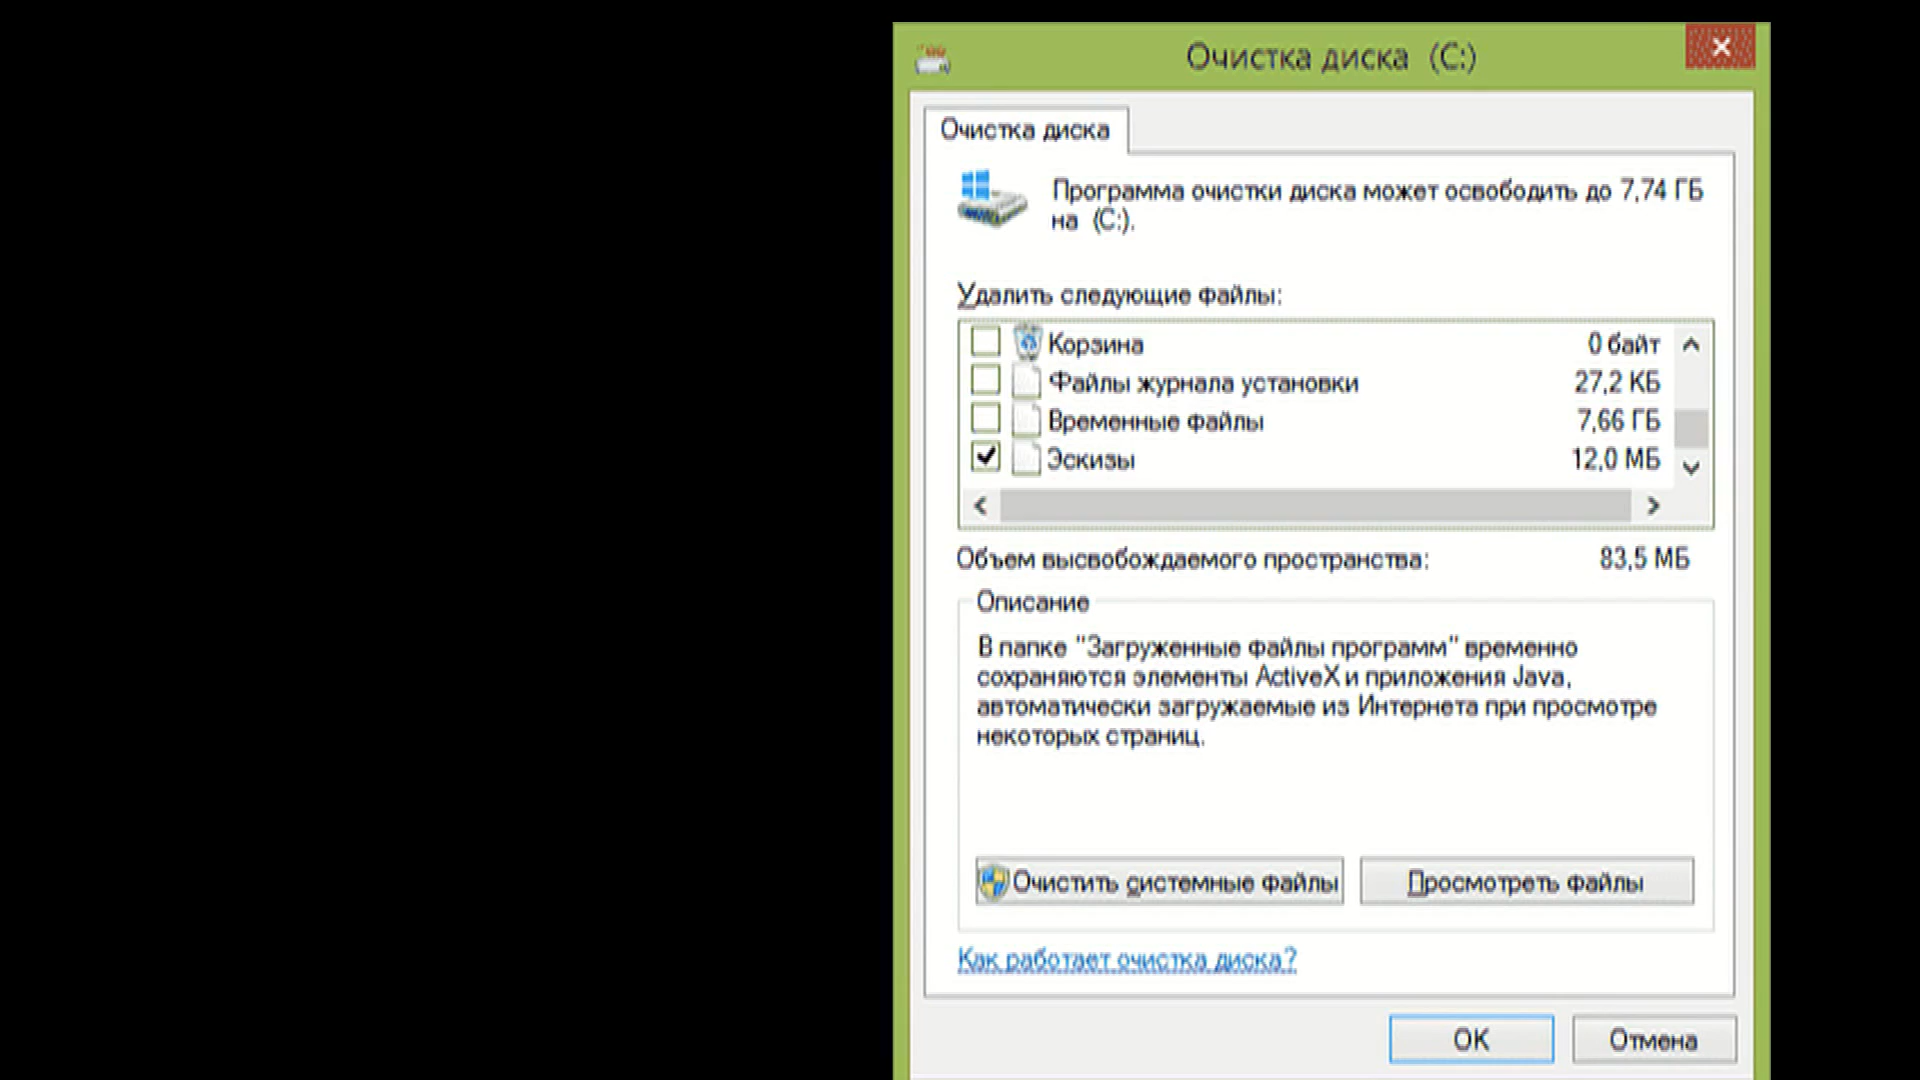 Очистка диска (C:)
Очистка диска
Программа очистки диска может освободить до 7,74 ГБ
на (C:).
Удалить следующие файлы:
Корзина 0 байт
Файлы журнала установки 27,2 КБ
Временные файлы 7,66 ГБ
Эскизы 12,0 МБ
Объем высвобождаемого пространства: 83,5 МБ
Описание
В папке "Загруженные файлы программ" временно
сохраняются элементы ActiveX и приложения Java,
автоматически загружаемые из Интернета при просмотре
некоторых страниц.
Очистить системные файлы Просмотреть файлы
Как работает очистка диска?
ОК Отмена